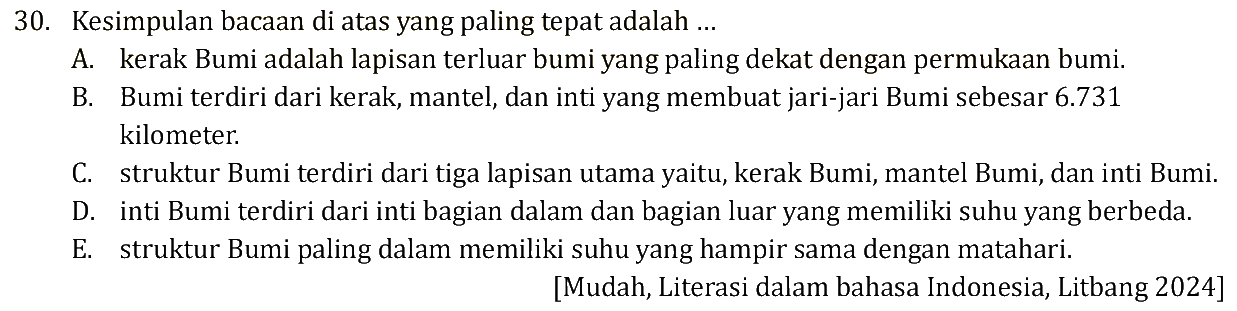 30. Kesimpulan bacaan di atas yang paling tepat adalah ...
A. kerak Bumi adalah lapisan terluar bumi yang paling dekat dengan permukaan bumi.
B. Bumi terdiri dari kerak, mantel, dan inti yang membuat jari-jari Bumi sebesar 6.731
kilometer.
C. struktur Bumi terdiri dari tiga lapisan utama yaitu, kerak Bumi, mantel Bumi, dan inti Bumi.
D. inti Bumi terdiri dari inti bagian dalam dan bagian luar yang memiliki suhu yang berbeda.
E. struktur Bumi paling dalam memiliki suhu yang hampir sama dengan matahari.
[Mudah, Literasi dalam bahasa Indonesia, Litbang 2024]